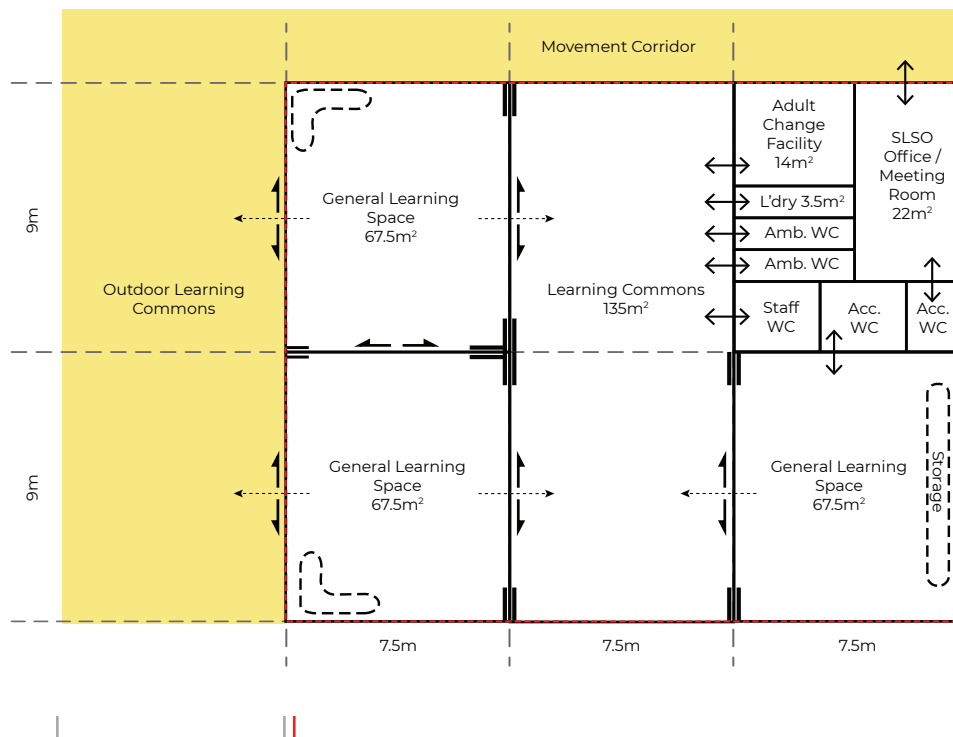 Movement Corridor
Adult
Change
Facility
14m²
SLSO
Office /
Meeting
Room
22m²
9m
General Learning
Space
67.5m²
L'dry 3.5m²
Amb. WC
Amb. WC
Outdoor Learning
Commons
Learning Commons
135m²
Staff
WC
Acc.
WC
Acc.
WC
9m
General Learning
Space
67.5m²
General Learning
Space
67.5m²
Storage
7.5m
7.5m
7.5m